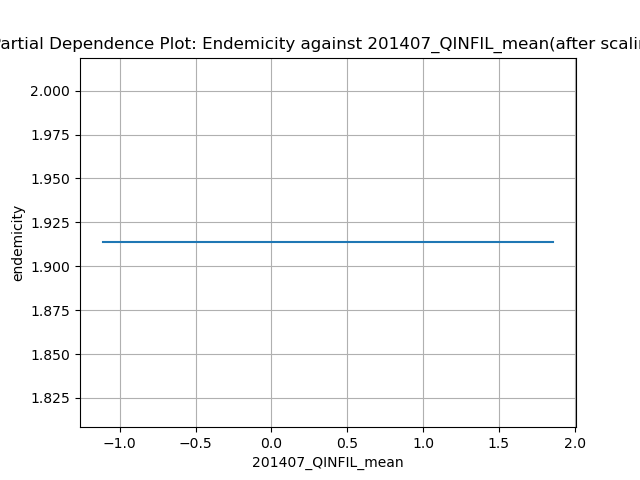 artial Dependence Plot: Endemicity against 201407_QINFIL_mean(after scali
2.000
1.975
1.950
1.925
1.900
1.875
1.850
1.825
endemicity
−1.0 −0.5 0.0 0.5 1.0 1.5 2.0
201407_QINFIL_mean